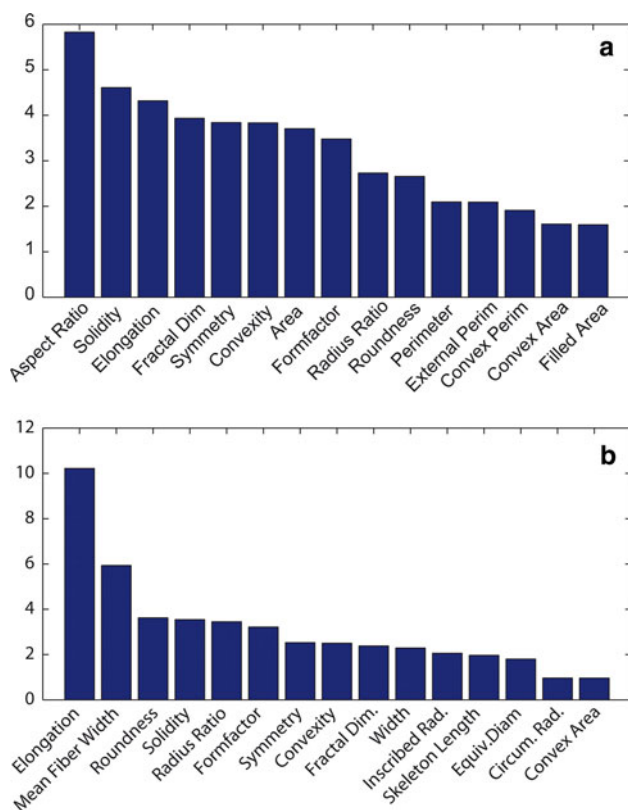 a
6
5
4
3
2
1
0
Aspect Ratio
Solidity
Elongation
Fractal Dim
Symmetry
Convexity
Area
Formfactor
Radius Ratio
Roundness
Perimeter
External Perim
Convex Perim
Convex Area
Filled Area
b
12
10
8
6
4
2
0
Elongation
Mean Fiber Width
Roundness
Solidity
Radius Ratio
Formfactor
Symmetry
Convexity
Fractal Dim.
Width
Inscribed Rad.
Skeleton Length
Equiv.Diam
Circum. Rad.
Convex Area